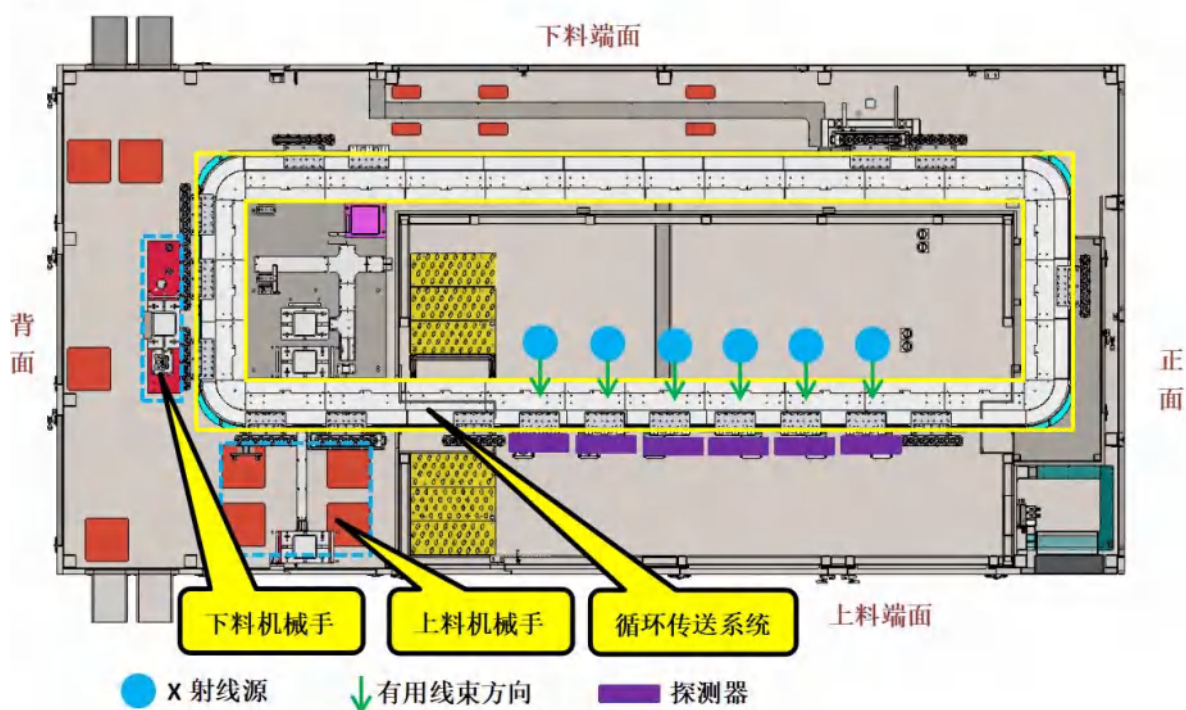 下料端面
背面
正面
上料端面
下料机械手
上料机械手
循环传送系统
X 射线源
有用线束方向
探测器